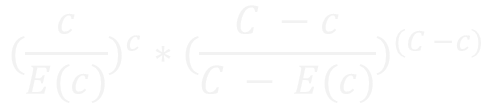 (c / E(c))^c * ((C − c) / (C − E(c)))^(C−c)